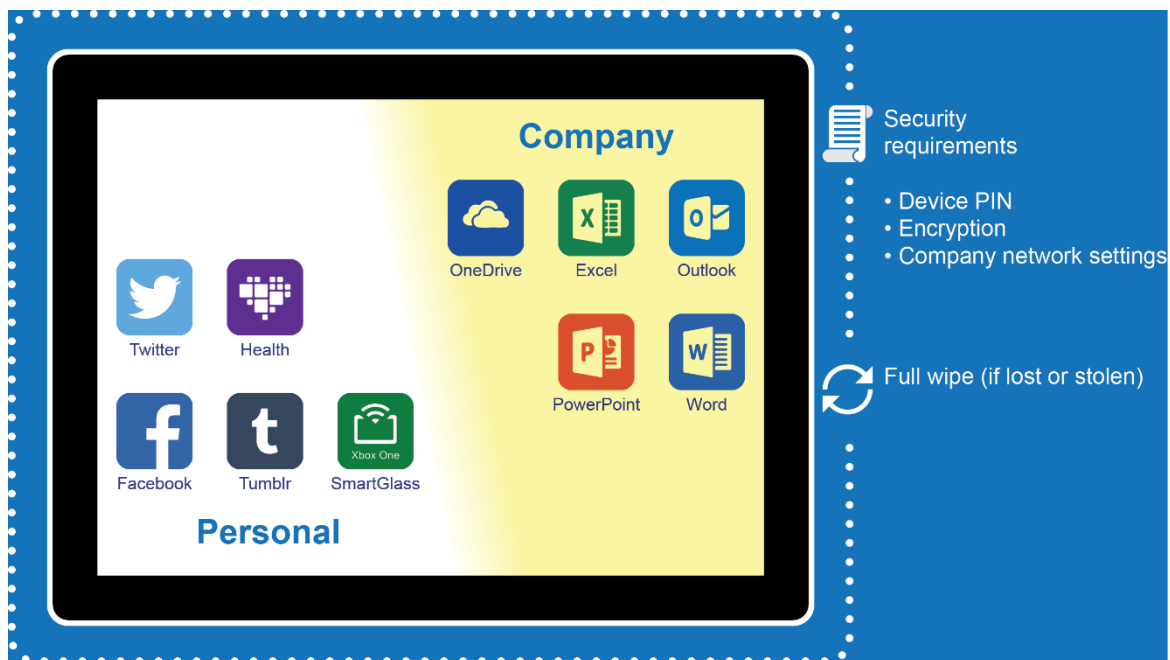 Company
OneDrive
Excel
Outlook
PowerPoint
Word
Twitter
Health
Facebook
Tumblr
Xbox One
SmartGlass
Personal
Security
requirements
• Device PIN
• Encryption
• Company network settings
Full wipe (if lost or stolen)